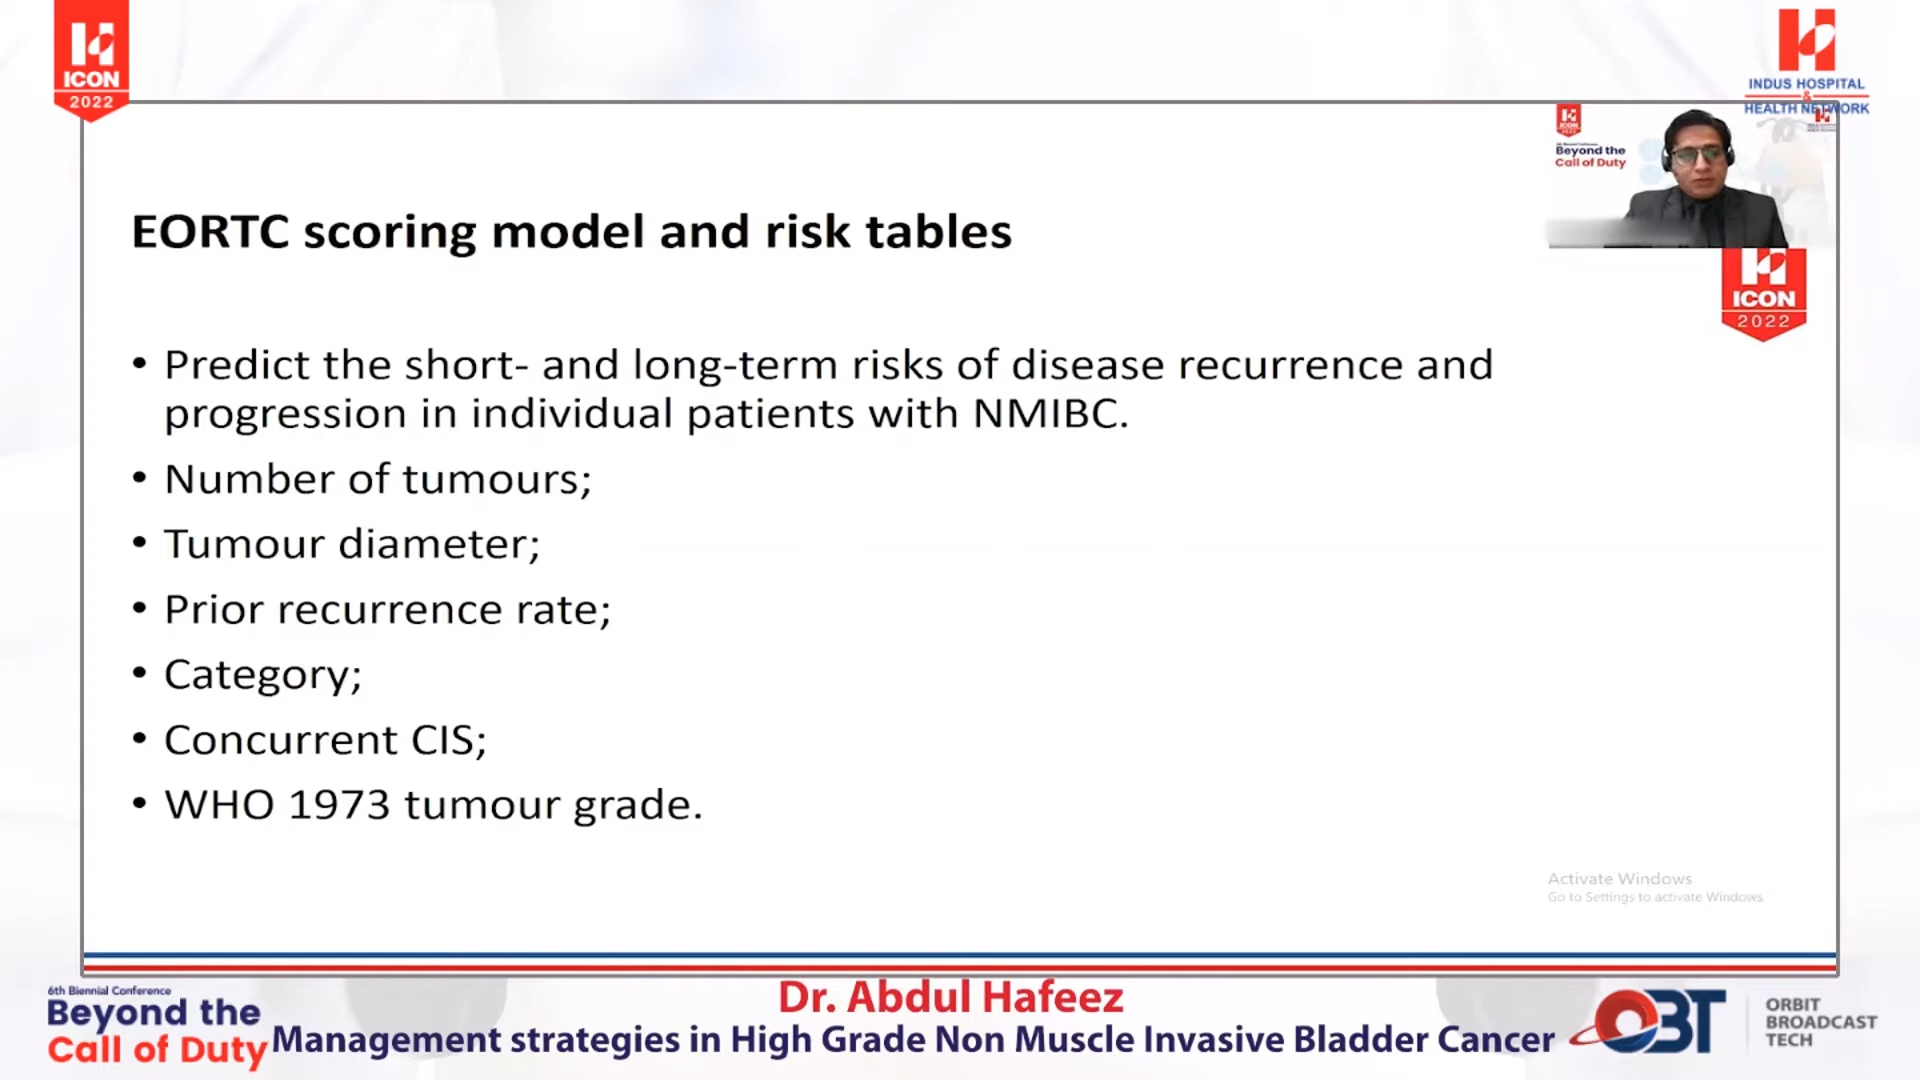 ICON
2022
INDUS HOSPITAL
&
HEALTH NETWORK
ICON
2022
Beyond the
Call of Duty
EORTC scoring model and risk tables
ICON
2022
• Predict the short- and long-term risks of disease recurrence and
progression in individual patients with NMIBC.
• Number of tumours;
• Tumour diameter;
• Prior recurrence rate;
• Category;
• Concurrent CIS;
• WHO 1973 tumour grade.
Activate Windows
Go to Settings to activate Windows.
6th Biennial Conference
Beyond the
Call of Duty
Dr. Abdul Hafeez
Management strategies in High Grade Non Muscle Invasive Bladder Cancer
OBT
ORBIT
BROADCAST
TECH